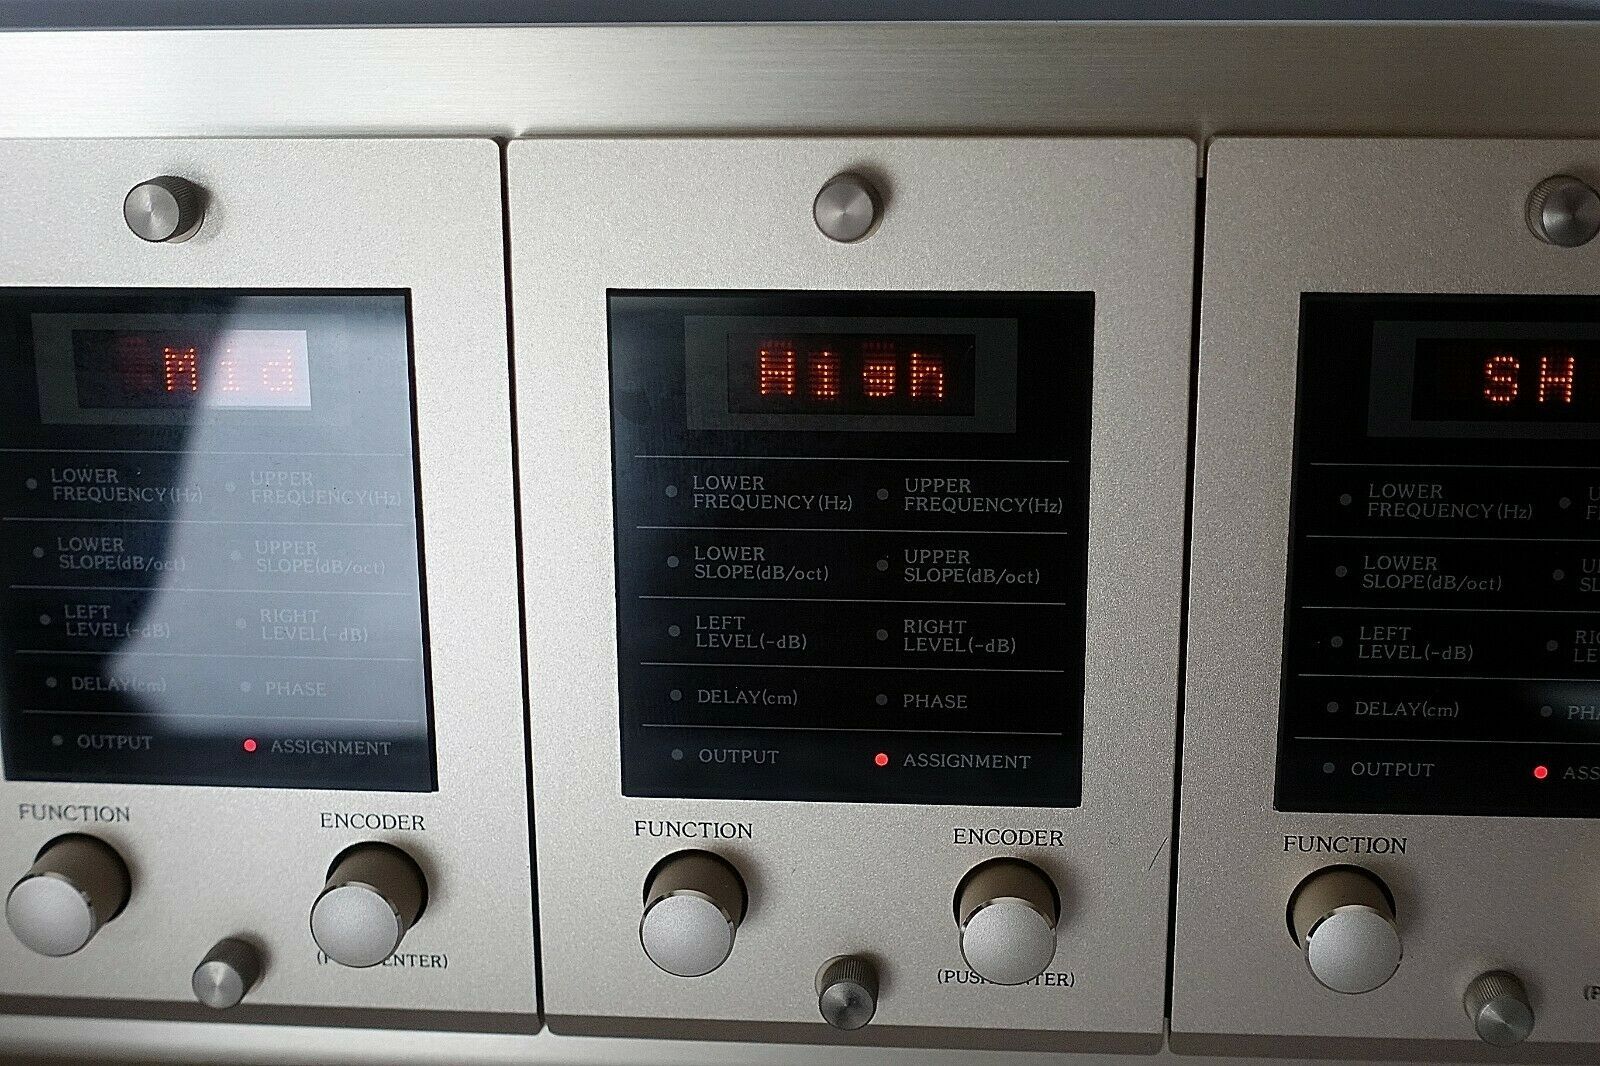 Mid
LOWER
FREQUENCY(Hz)
UPPER
FREQUENCY(Hz)
LOWER
SLOPE(dB/oct)
UPPER
SLOPE(dB/oct)
LEFT
LEVEL(-dB)
RIGHT
LEVEL(-dB)
DELAY(cm)
PHASE
OUTPUT
ASSIGNMENT
FUNCTION
ENCODER
ENTER)
High
LOWER
FREQUENCY(Hz)
UPPER
FREQUENCY(Hz)
LOWER
SLOPE(dB/oct)
UPPER
SLOPE(dB/oct)
LEFT
LEVEL(-dB)
RIGHT
LEVEL(-dB)
DELAY(cm)
PHASE
OUTPUT
ASSIGNMENT
FUNCTION
ENCODER
SH
LOWER
FREQUENCY(Hz)
LOWER
SLOPE(dB/oct)
LEFT
LEVEL(-dB)
DELAY(cm)
OUTPUT
FUNCTION